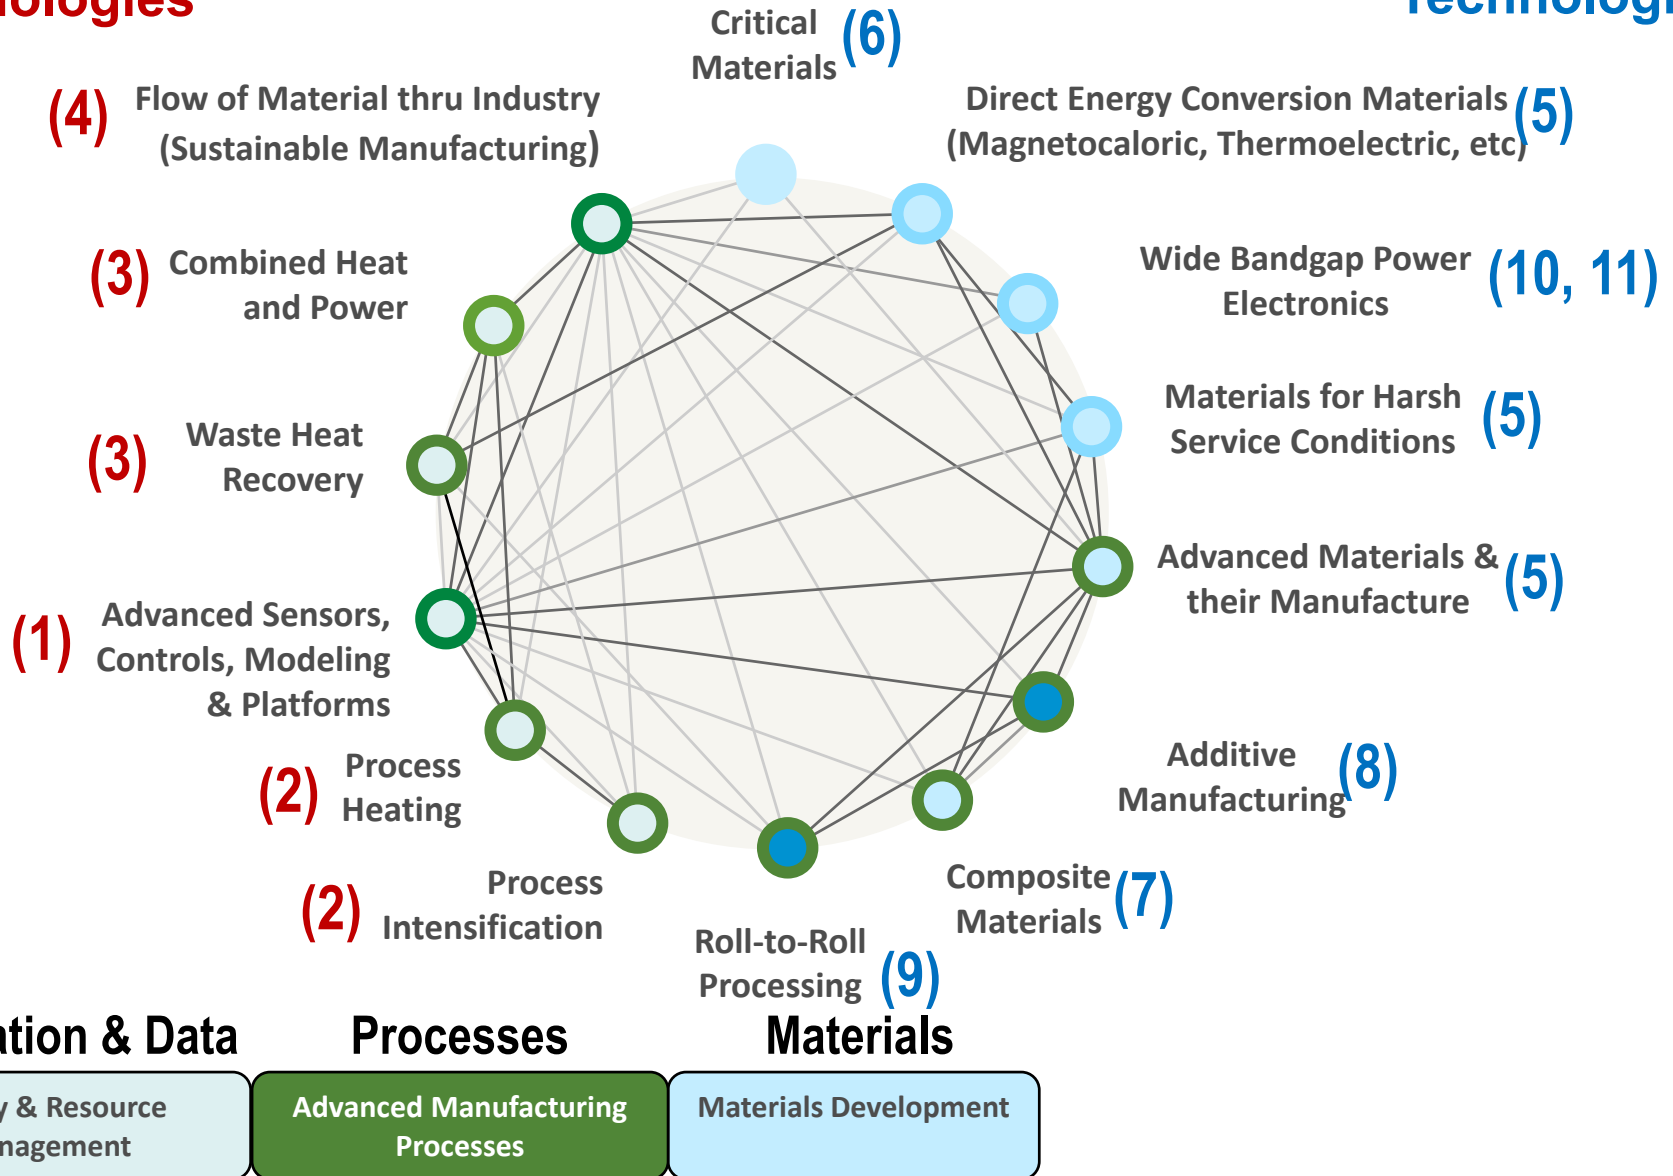 Critical
Materials
(6)
(4)
Flow of Material thru Industry
(Sustainable Manufacturing)
Direct Energy Conversion Materials
(Magnetocaloric, Thermoelectric, etc)
(5)
(3)
Combined Heat
and Power
Wide Bandgap Power
Electronics
(10, 11)
(3)
Waste Heat
Recovery
Materials for Harsh
Service Conditions
(5)
(1)
Advanced Sensors,
Controls, Modeling
& Platforms
Advanced Materials &
their Manufacture
(5)
(2)
Process
Heating
Additive
Manufacturing
(8)
(2)
Process
Intensification
Composite
Materials
(7)
Roll-to-Roll
Processing
(9)
& Data
Processes
Materials
& Resource
Advanced Manufacturing
Processes
Materials Development